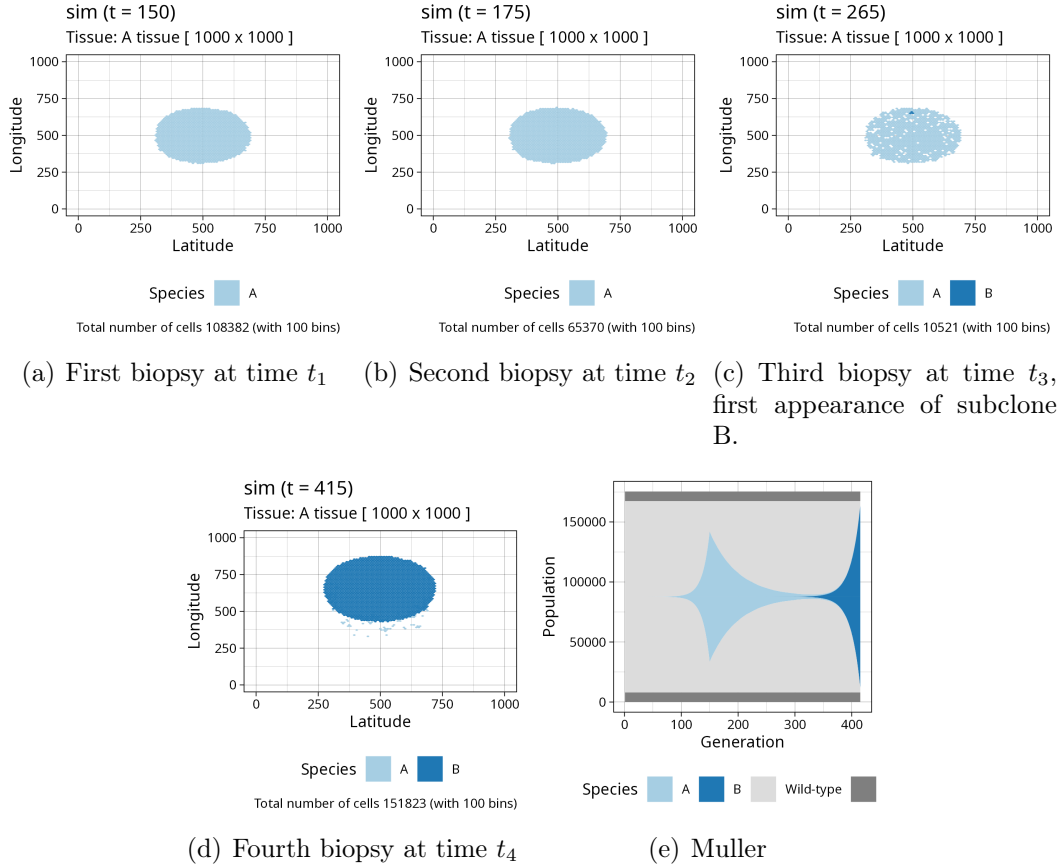 sim (t = 150)
Tissue: A tissue [ 1000 x 1000 ]
1000
750
500
250
0
Longitude
0 250 500 750 1000
Latitude
Species A
Total number of cells 108382 (with 100 bins)
(a) First biopsy at time t₁
sim (t = 175)
Tissue: A tissue [ 1000 x 1000 ]
1000
750
500
250
0
Longitude
0 250 500 750 1000
Latitude
Species A
Total number of cells 65370 (with 100 bins)
(b) Second biopsy at time t₂
sim (t = 265)
Tissue: A tissue [ 1000 x 1000 ]
1000
750
500
250
0
Longitude
0 250 500 750 1000
Latitude
Species A B
Total number of cells 10521 (with 100 bins)
(c) Third biopsy at time t₃,
first appearance of subclone
B.
sim (t = 415)
Tissue: A tissue [ 1000 x 1000 ]
1000
750
500
250
0
Longitude
0 250 500 750 1000
Latitude
Species A B
Total number of cells 151823 (with 100 bins)
(d) Fourth biopsy at time t₄
150000
100000
50000
0
Population
0 100 200 300 400
Generation
Species A B Wild-type
(e) Muller